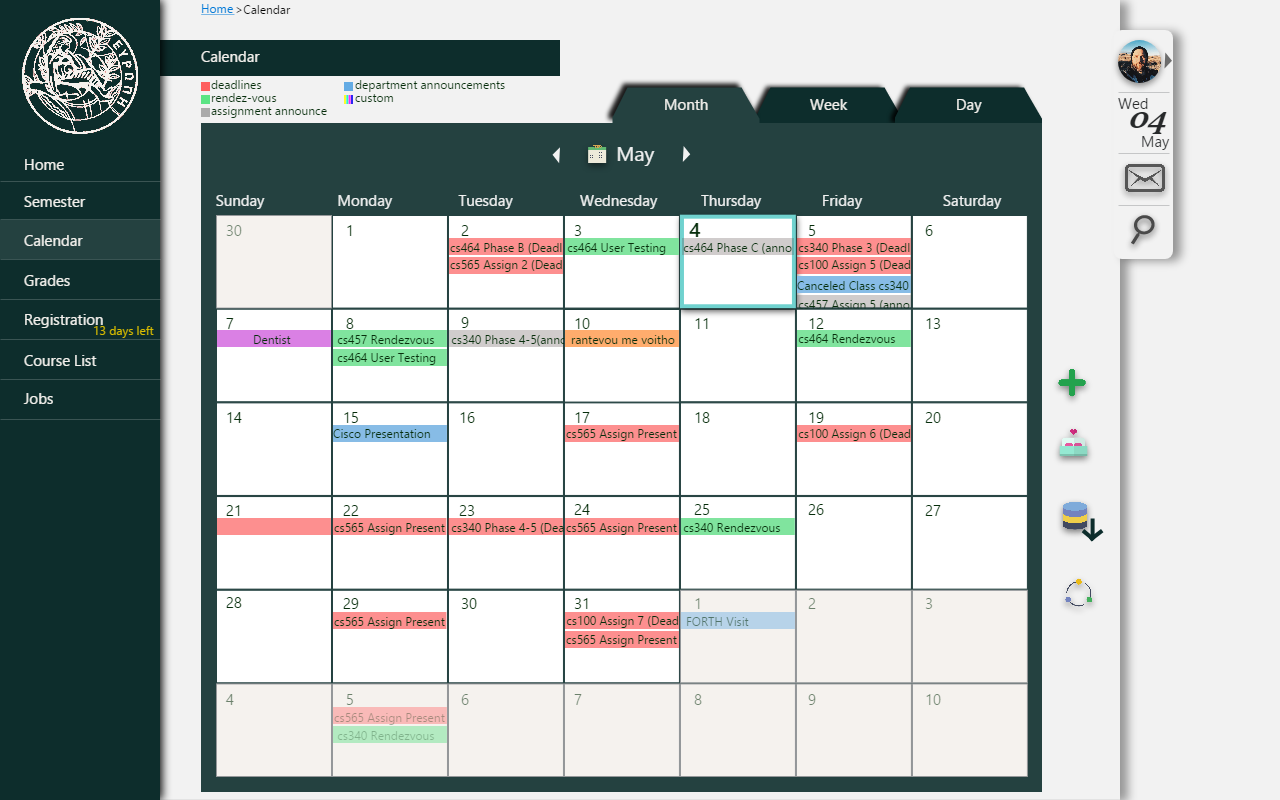 Home >Calendar
ΕΥΡΩΠΗ
Calendar
deadlines
department announcements
rendez-vous
custom
assignment announce
Month
Week
Day
Wed
04
May
Home
Semester
Calendar
Grades
Registration
13 days left
Course List
Jobs
May
Sunday Monday Tuesday Wednesday Thursday Friday Saturday
30 1 2 3 4 5 6
cs464 Phase B (Deadl
cs565 Assign 2 (Dead
cs464 User Testing
cs464 Phase C (anno
cs340 Phase 3 (Deadl
cs100 Assign 5 (Dead
Canceled Class cs340
cs457 Assign 5 (anno
7 8 9 10 11 12 13
Dentist
cs457 Rendezvous
cs464 User Testing
cs340 Phase 4-5(anno
rantevou me voitho
cs464 Rendezvous
14 15 16 17 18 19 20
Cisco Presentation
cs565 Assign Present
cs100 Assign 6 (Dead
21 22 23 24 25 26 27
cs565 Assign Present
cs340 Phase 4-5 (Dea
cs565 Assign Present
cs340 Rendezvous
28 29 30 31 1 2 3
cs565 Assign Present
cs100 Assign 7 (Dead
cs565 Assign Present
FORTH Visit
4 5 6 7 8 9 10
cs565 Assign Present
cs340 Rendezvous